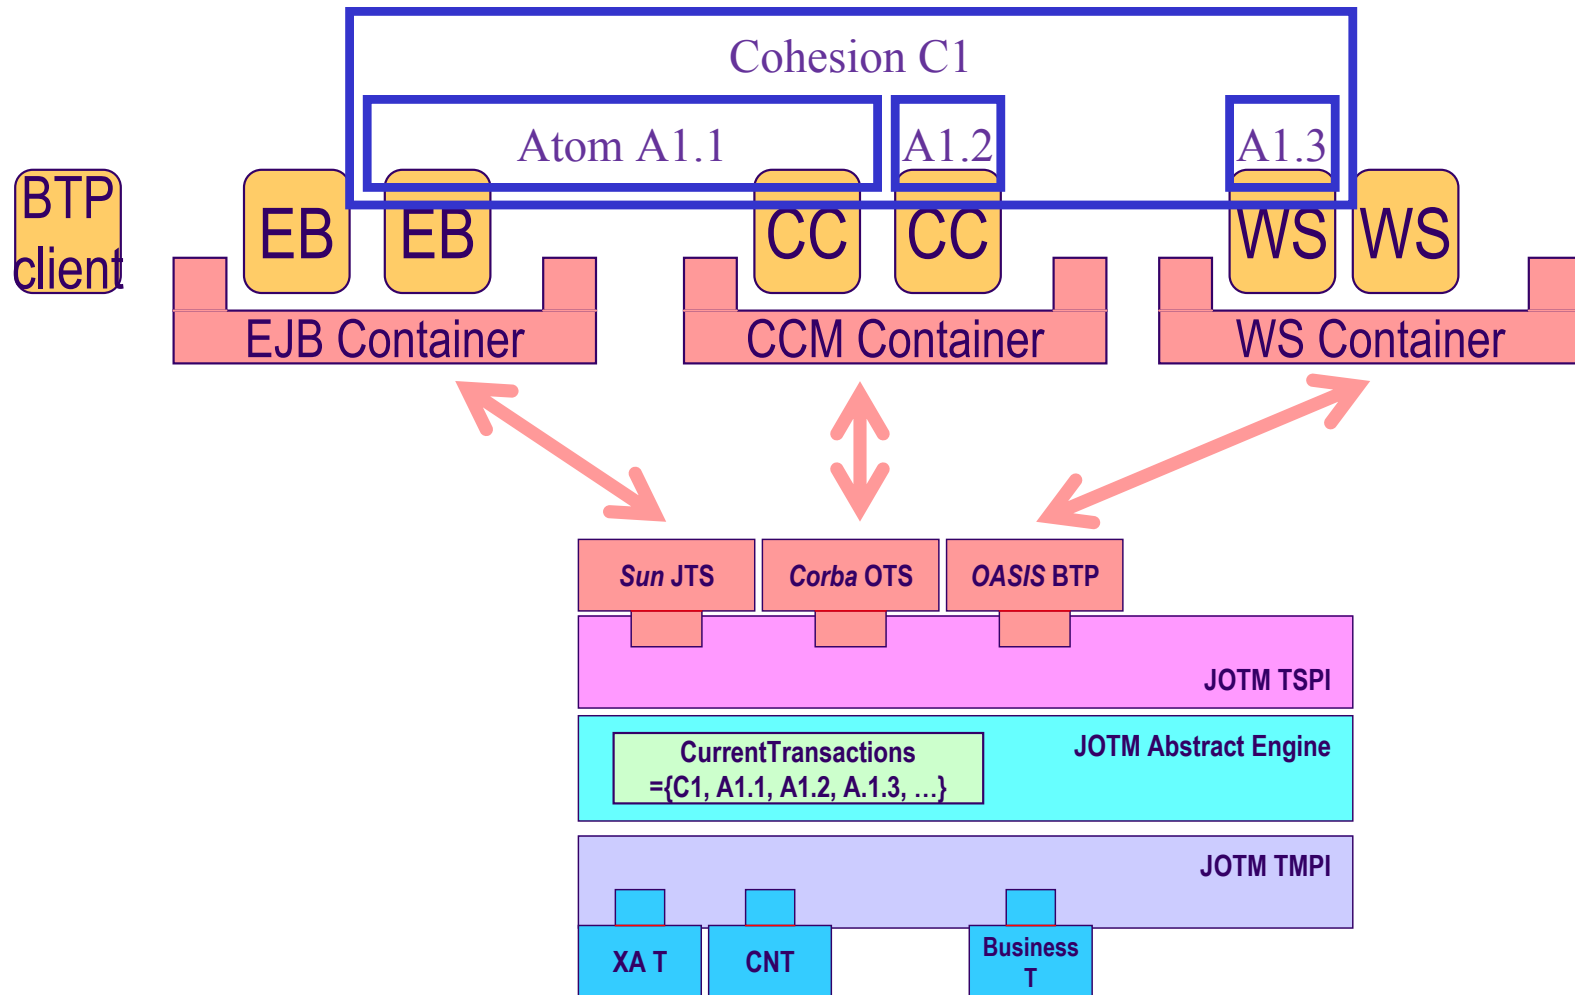 Cohesion C1
Atom A1.1
A1.2
A1.3
BTP
client
EB
EB
CC
CC
WS
WS
EJB Container
CCM Container
WS Container
Sun JTS
Corba OTS
OASIS BTP
JOTM TSPI
JOTM Abstract Engine
CurrentTransactions
={C1, A1.1, A1.2, A.1.3, …}
JOTM TMPI
XA T
CNT
Business
T